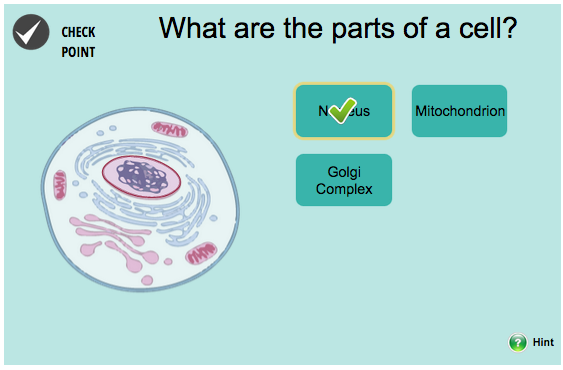 CHECK
POINT
What are the parts of a cell?
Mitochondrion
Golgi
Complex
Hint